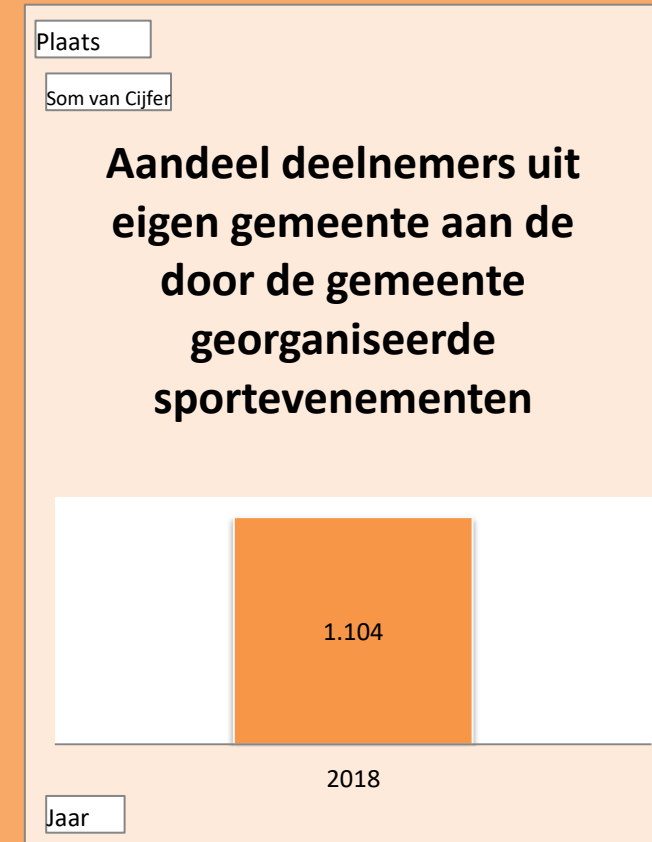 Plaats
Som van Cijfer
Aandeel deelnemers uit
eigen gemeente aan de
door de gemeente
georganiseerde
sportevenementen
1.104
2018
Jaar